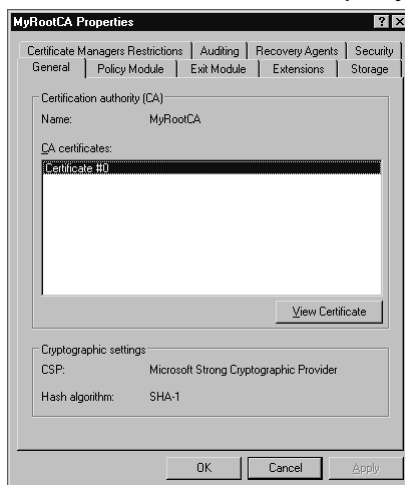 MyRootCA Properties
Certificate Managers Restrictions Auditing Recovery Agents Security
General Policy Module Exit Module Extensions Storage
Certification authority (CA)
Name: MyRootCA
CA certificates:
Certificate #0
View Certificate
Cryptographic settings
CSP: Microsoft Strong Cryptographic Provider
Hash algorithm: SHA-1
OK Cancel Apply